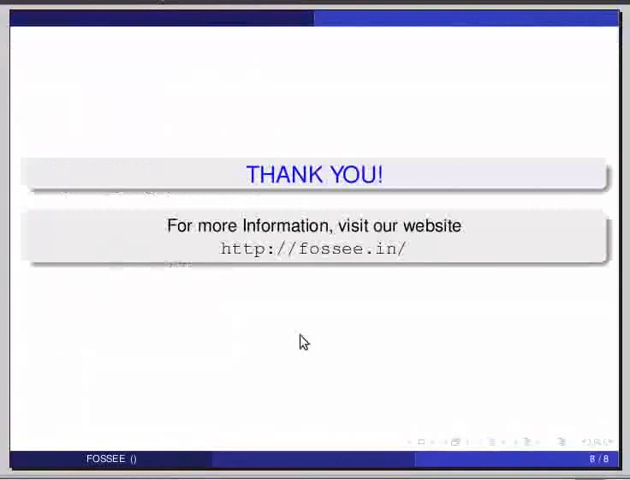 THANK YOU!
For more Information, visit our website
http://fossee.in/
FOSSEE ()
8 / 8